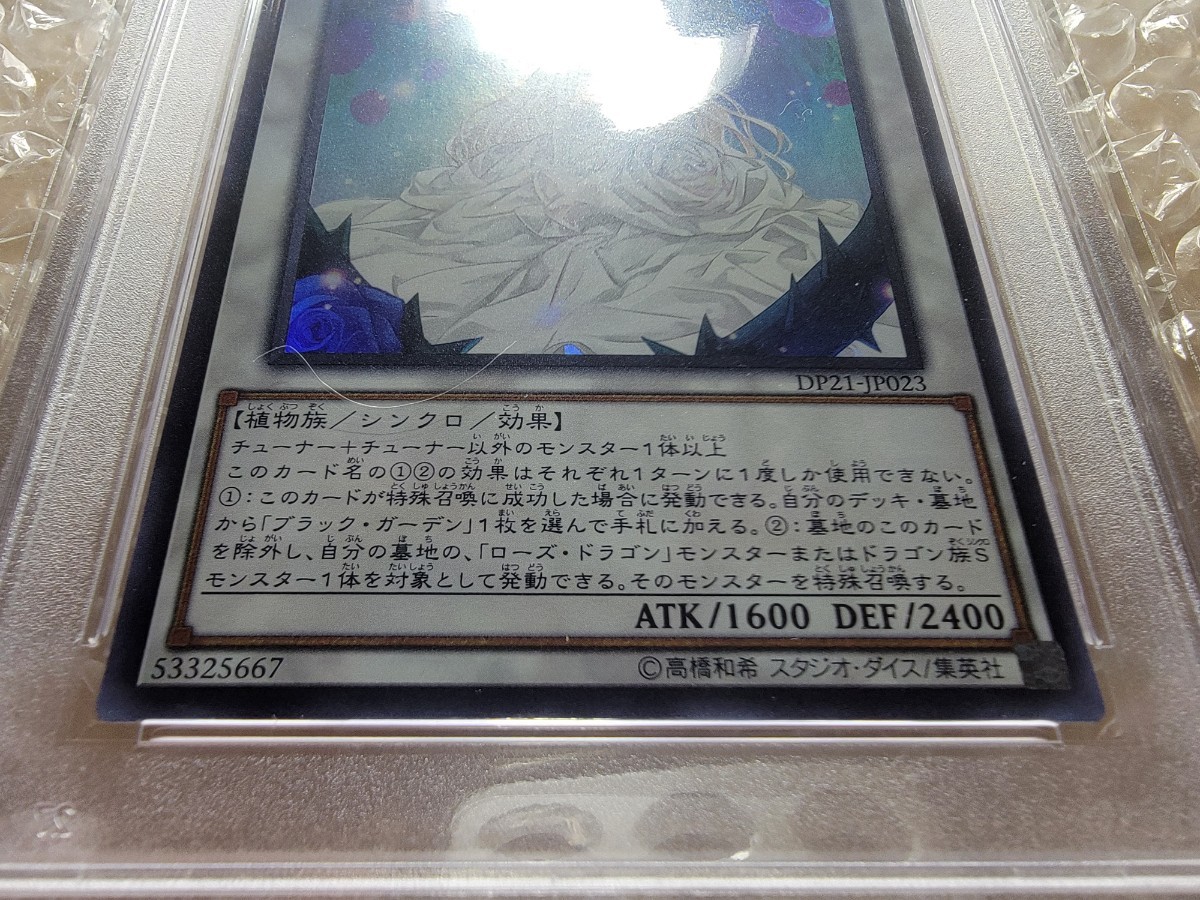 DP21-JP023
【植物族／シンクロ／効果】
チューナー＋チューナー以外のモンスター1体以上
このカード名の①②の効果はそれぞれ1ターンに1度しか使用できない。
①：このカードが特殊召喚に成功した場合に発動できる。自分のデッキ・墓地
から「ブラック・ガーデン」1枚を選んで手札に加える。②：墓地のこのカード
を除外し、自分の墓地の、「ローズ・ドラゴン」モンスターまたはドラゴン族S
モンスター1体を対象として発動できる。そのモンスターを特殊召喚する。
ATK/1600 DEF/2400
53325667
©高橋和希 スタジオ・ダイス/集英社